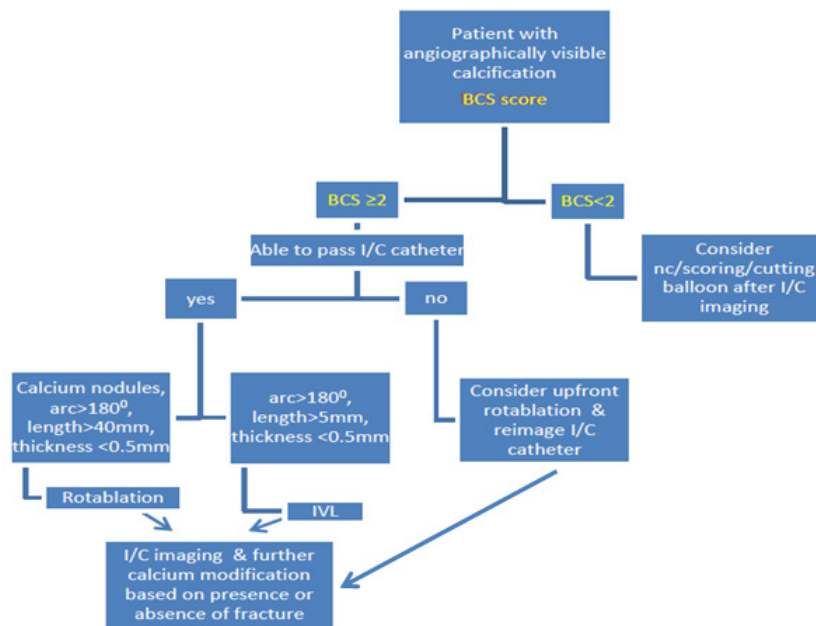 Patient with
angiographically visible
calcification
BCS score
BCS ≥2
BCS<2
Able to pass I/C catheter
Consider
nc/scoring/cutting
balloon after I/C
imaging
yes
no
Calcium nodules,
arc>180⁰,
length>40mm,
thickness <0.5mm
arc>180⁰,
length>5mm,
thickness <0.5mm
Consider upfront
rotablation & 
reimage I/C
catheter
Rotablation
IVL
I/C imaging & further
calcium modification
based on presence or
absence of fracture